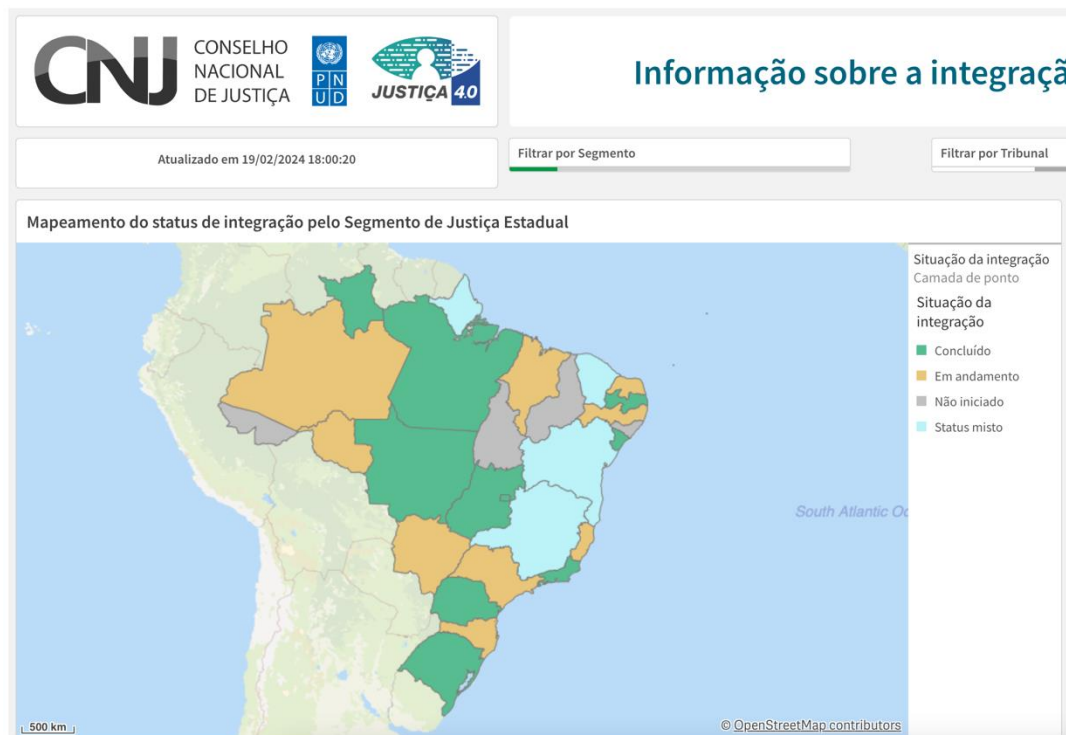 CNJ
CONSELHO
NACIONAL
DE JUSTIÇA
PN
UD
JUSTIÇA 4.0
Informação sobre a integraçã
Atualizado em 19/02/2024 18:00:20
Filtrar por Segmento
Filtrar por Tribunal
Mapeamento do status de integração pelo Segmento de Justiça Estadual
Situação da integração
Camada de ponto
Situação da
integração
Concluído
Em andamento
Não iniciado
Status misto
South Atlantic Oc
500 km
© OpenStreetMap contributors